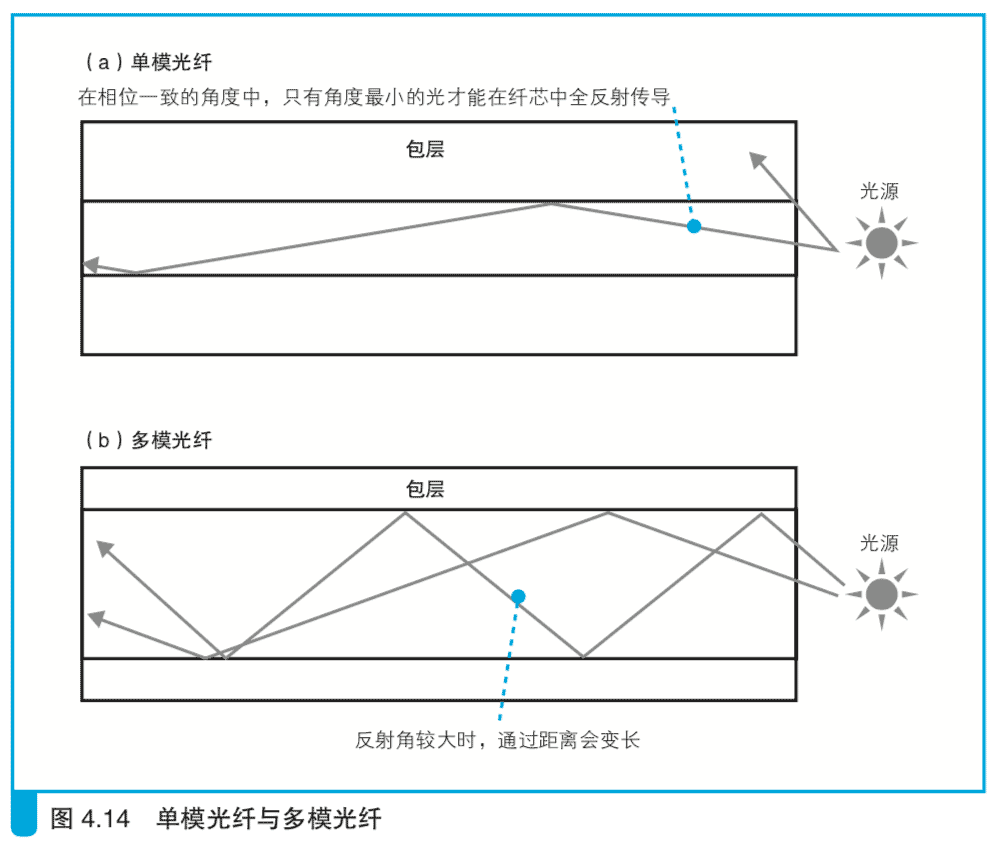 （a）单模光纤
在相位一致的角度中，只有角度最小的光才能在纤芯中全反射传导
包层
光源
（b）多模光纤
包层
光源
反射角较大时，通过距离会变长
图 4.14 单模光纤与多模光纤